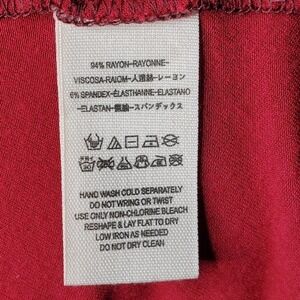 94% RAYON-RAYONNE-
VISCOSA-RAIOM-人造絲-レーヨン
6% SPANDEX-ÉLASTHANNE-ELASTANO
-ELASTAN-スパンデックス
HAND WASH COLD SEPARATELY
DO NOT WRING OR TWIST
USE ONLY NON-CHLORINE BLEACH
RESHAPE & LAY FLAT TO DRY
LOW IRON AS NEEDED
DO NOT DRY CLEAN